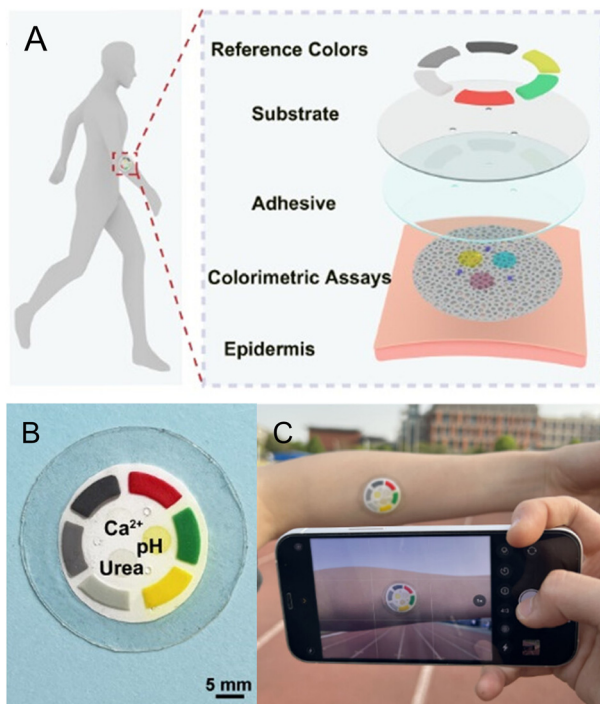 A
Reference Colors
Substrate
Adhesive
Colorimetric Assays
Epidermis
B
Ca²⁺
pH
Urea
5 mm
C